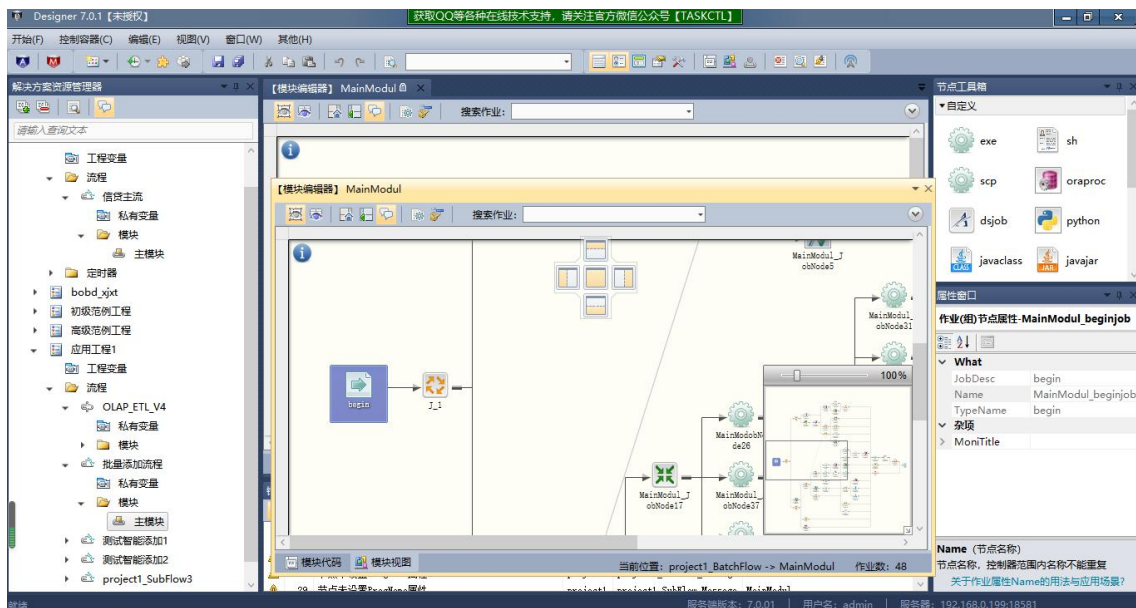 Designer 7.0.1【未授权】
获取QQ等各种在线技术支持，请关注官方微信公众号【TASKCTL】
开始(F) 控制容器(C) 编辑(E) 视图(V) 窗口(W) 其他(H)
解决方案资源管理器
请输入查询文本
工程变量
流程
信贷主流
私有变量
模块
主模块
定时器
bobd_xjxt
初级范例工程
高级范例工程
应用工程1
工程变量
流程
OLAP_ETL_V4
私有变量
模块
批量添加流程
私有变量
模块
主模块
测试智能添加1
测试智能添加2
project1_SubFlow3
【模块编辑器】 MainModul
搜索作业:
【模块编辑器】 MainModul
搜索作业:
begin
J_1
MainModul_J
obNode5
MainModul_
obNode31
MainModobN
de26
MainModul_J
obNode17
MainModul_
obNode37
100%
模块代码 模块视图
当前位置: project1_BatchFlow -> MainModul 作业数: 48
节点工具箱
自定义
exe sh
scp oraproc
dsjob python
javaclass javajar
属性窗口
作业(组)节点属性-MainModul_beginjob
What
JobDesc begin
Name MainModul_beginjob
TypeName begin
杂项
MoniTitle
Name (节点名称)
节点名称，控制器范围内名称不能重复
关于作业属性Name的用法与应用场景?
就绪
服务端版本: 7.0.01 用户名: admin 服务器: 192.168.0.199:18581